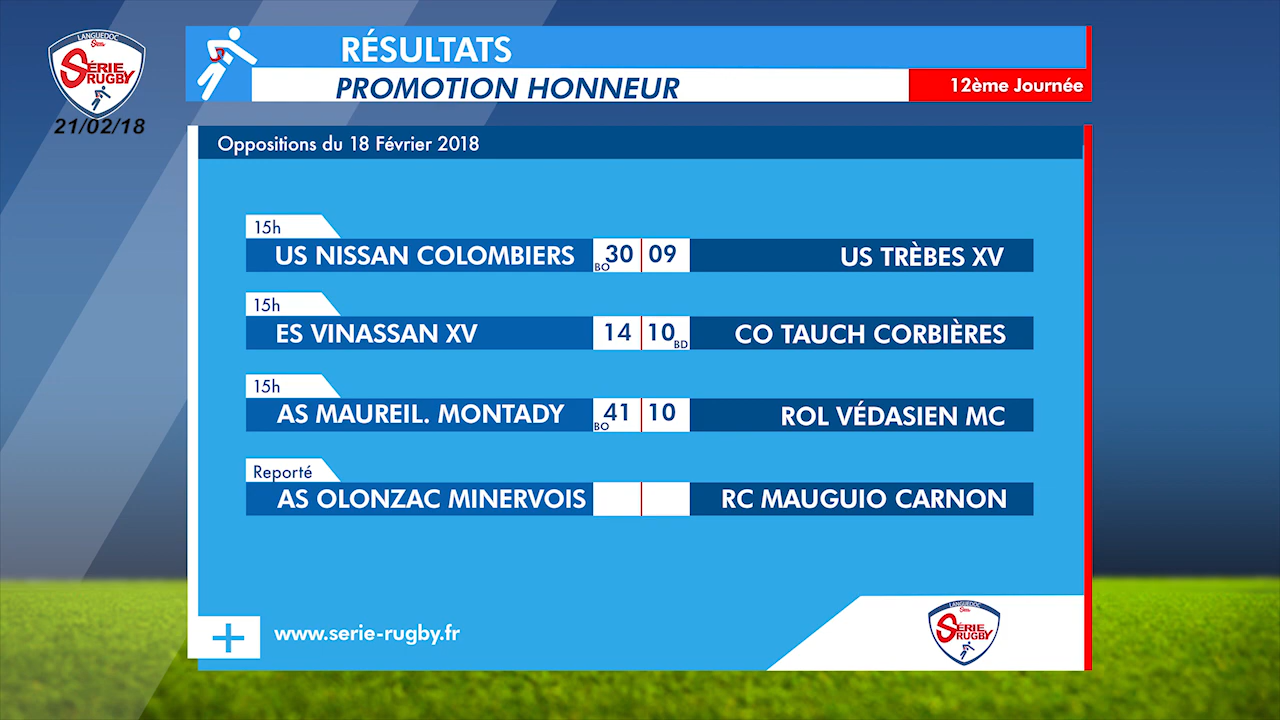 LANGUEDOC
SÉRIE
RUGBY
21/02/18
RÉSULTATS
PROMOTION HONNEUR
12ème Journée
Oppositions du 18 Février 2018
15h
US NISSAN COLOMBIERS BO 30 09 US TRÈBES XV
15h
ES VINASSAN XV 14 10 BD CO TAUCH CORBIÈRES
15h
AS MAUREIL. MONTADY BO 41 10 ROL VÉDASIEN MC
Reporté
AS OLONZAC MINERVOIS RC MAUGUIO CARNON
+ www.serie-rugby.fr
LANGUEDOC
SÉRIE
RUGBY